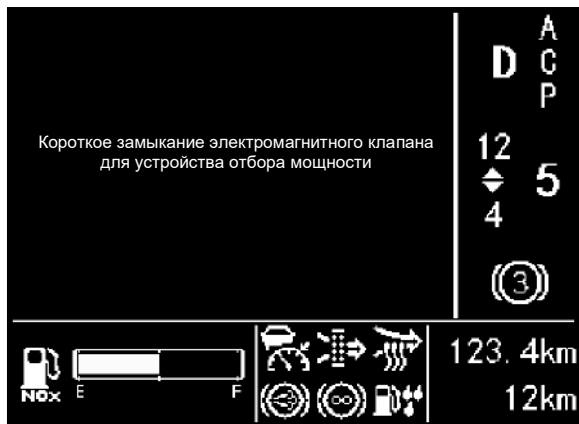 Короткое замыкание электромагнитного клапана
для устройства отбора мощности
D
A
C
P
12
4
5
3
NOx
E
F
123. 4km
12km